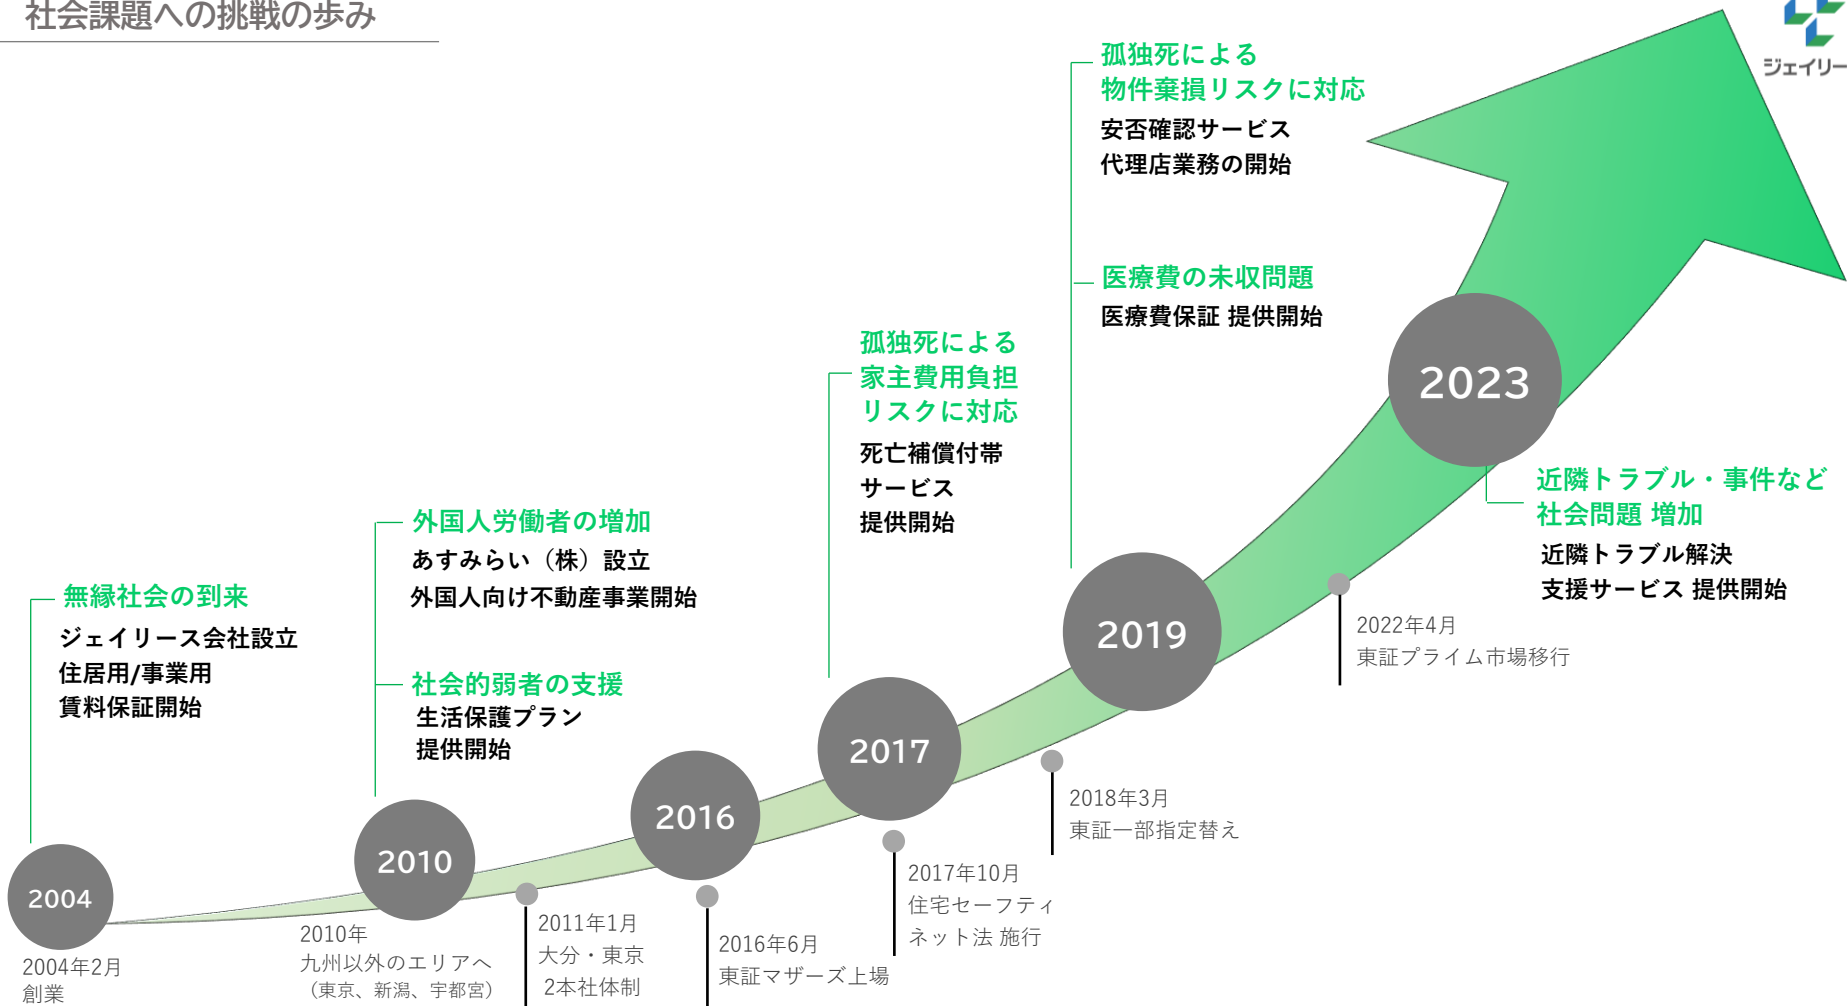 社会課題への挑戦の歩み
ジェイリー
孤独死による
物件棄損リスクに対応
安否確認サービス
代理店業務の開始
医療費の未収問題
医療費保証 提供開始
孤独死による
家主費用負担
リスクに対応
死亡補償付帯
サービス
提供開始
外国人労働者の増加
あすみらい（株）設立
外国人向け不動産事業開始
社会的弱者の支援
生活保護プラン
提供開始
無縁社会の到来
ジェイリース会社設立
住居用/事業用
賃料保証開始
近隣トラブル・事件など
社会問題 増加
近隣トラブル解決
支援サービス 提供開始
2004
2010
2016
2017
2019
2023
2004年2月
創業
2010年
九州以外のエリアへ
（東京、新潟、宇都宮）
2011年1月
大分・東京
2本社体制
2016年6月
東証マザーズ上場
2017年10月
住宅セーフティ
ネット法 施行
2018年3月
東証一部指定替え
2022年4月
東証プライム市場移行